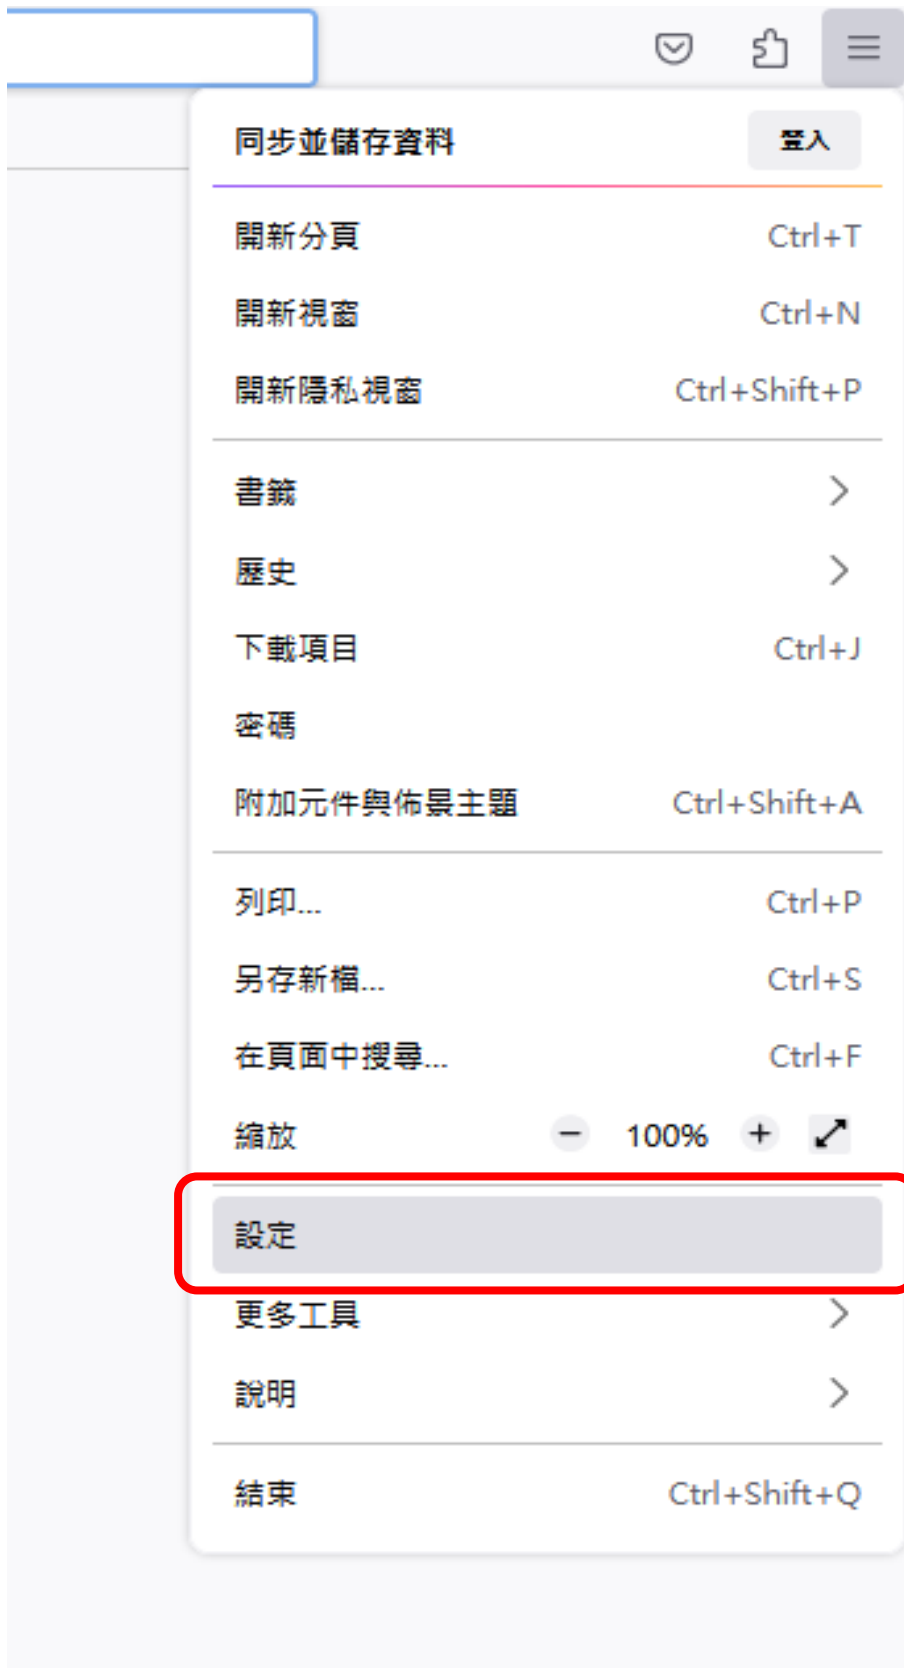 同步並儲存資料 登入
開新分頁 Ctrl+T
開新視窗 Ctrl+N
開新隱私視窗 Ctrl+Shift+P
書籤
歷史
下載項目 Ctrl+J
密碼
附加元件與佈景主題 Ctrl+Shift+A
列印... Ctrl+P
另存新檔... Ctrl+S
在頁面中搜尋... Ctrl+F
縮放 − 100% +
設定
更多工具
說明
結束 Ctrl+Shift+Q